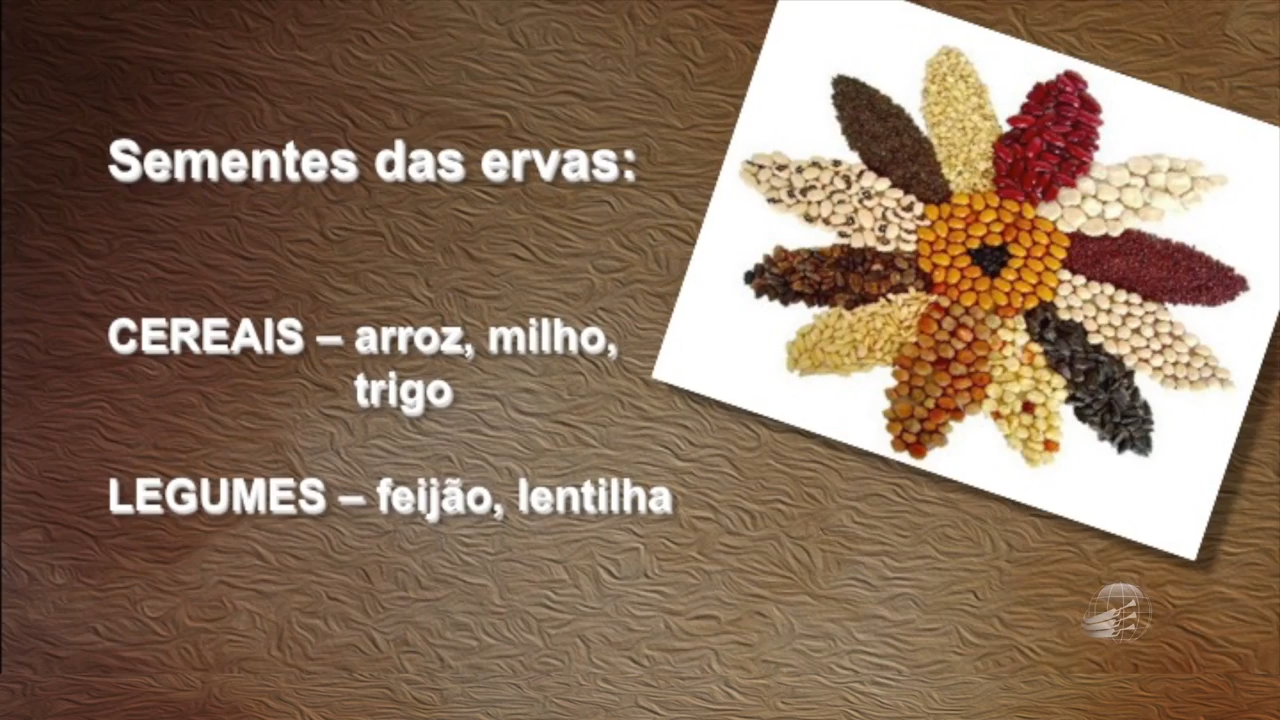 Sementes das ervas:
CEREAIS – arroz, milho,
trigo
LEGUMES – feijão, lentilha